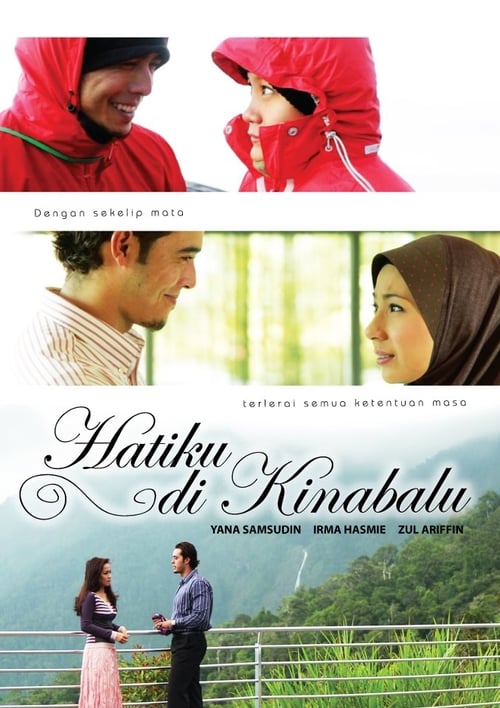 Dengan sekelip mata
terlerai semua ketentuan masa
Hatiku
di Kinabalu
YANA SAMSUDIN IRMA HASMIE ZUL ARIFFIN